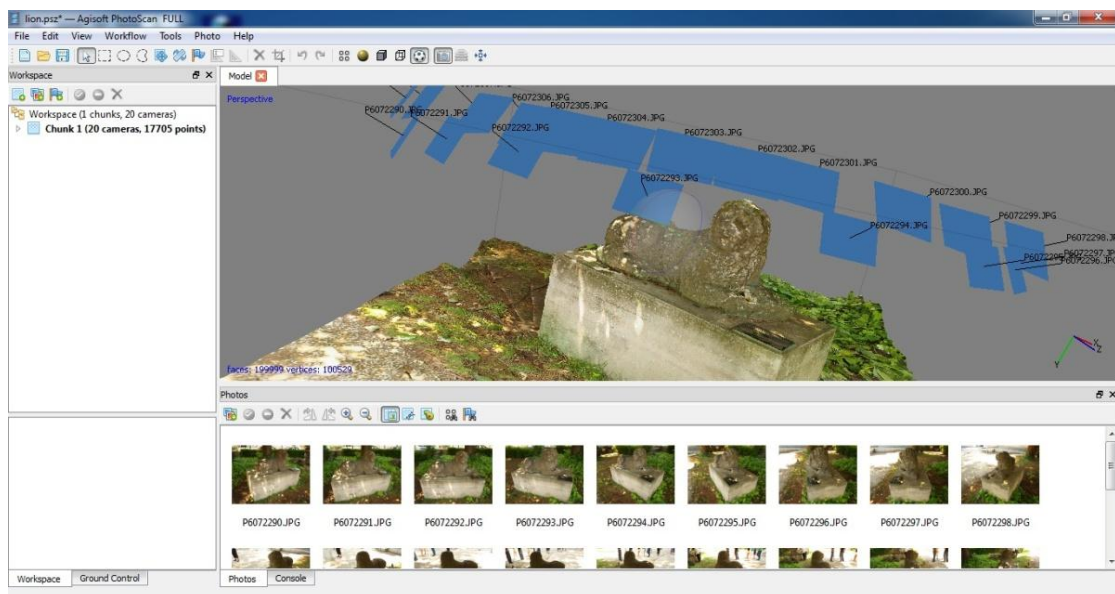 lion.psz* — Agisoft PhotoScan FULL
File Edit View Workflow Tools Photo Help
Workspace
Model
Workspace (1 chunks, 20 cameras)
Chunk 1 (20 cameras, 17705 points)
Perspective
P6072306.JPG
P6072305.JPG
P6072290.JPG
P6072291.JPG
P6072304.JPG
P6072292.JPG
P6072303.JPG
P6072302.JPG
P6072301.JPG
P6072293.JPG
P6072300.JPG
P6072299.JPG
P6072294.JPG
P6072298.J
P6072297.JP
P6072296.JPG
X
Z
Y
faces: 199999 vertices: 100529
Photos
P6072290.JPG P6072291.JPG P6072292.JPG P6072293.JPG P6072294.JPG P6072295.JPG P6072296.JPG P6072297.JPG P6072298.JPG
Workspace Ground Control Photos Console